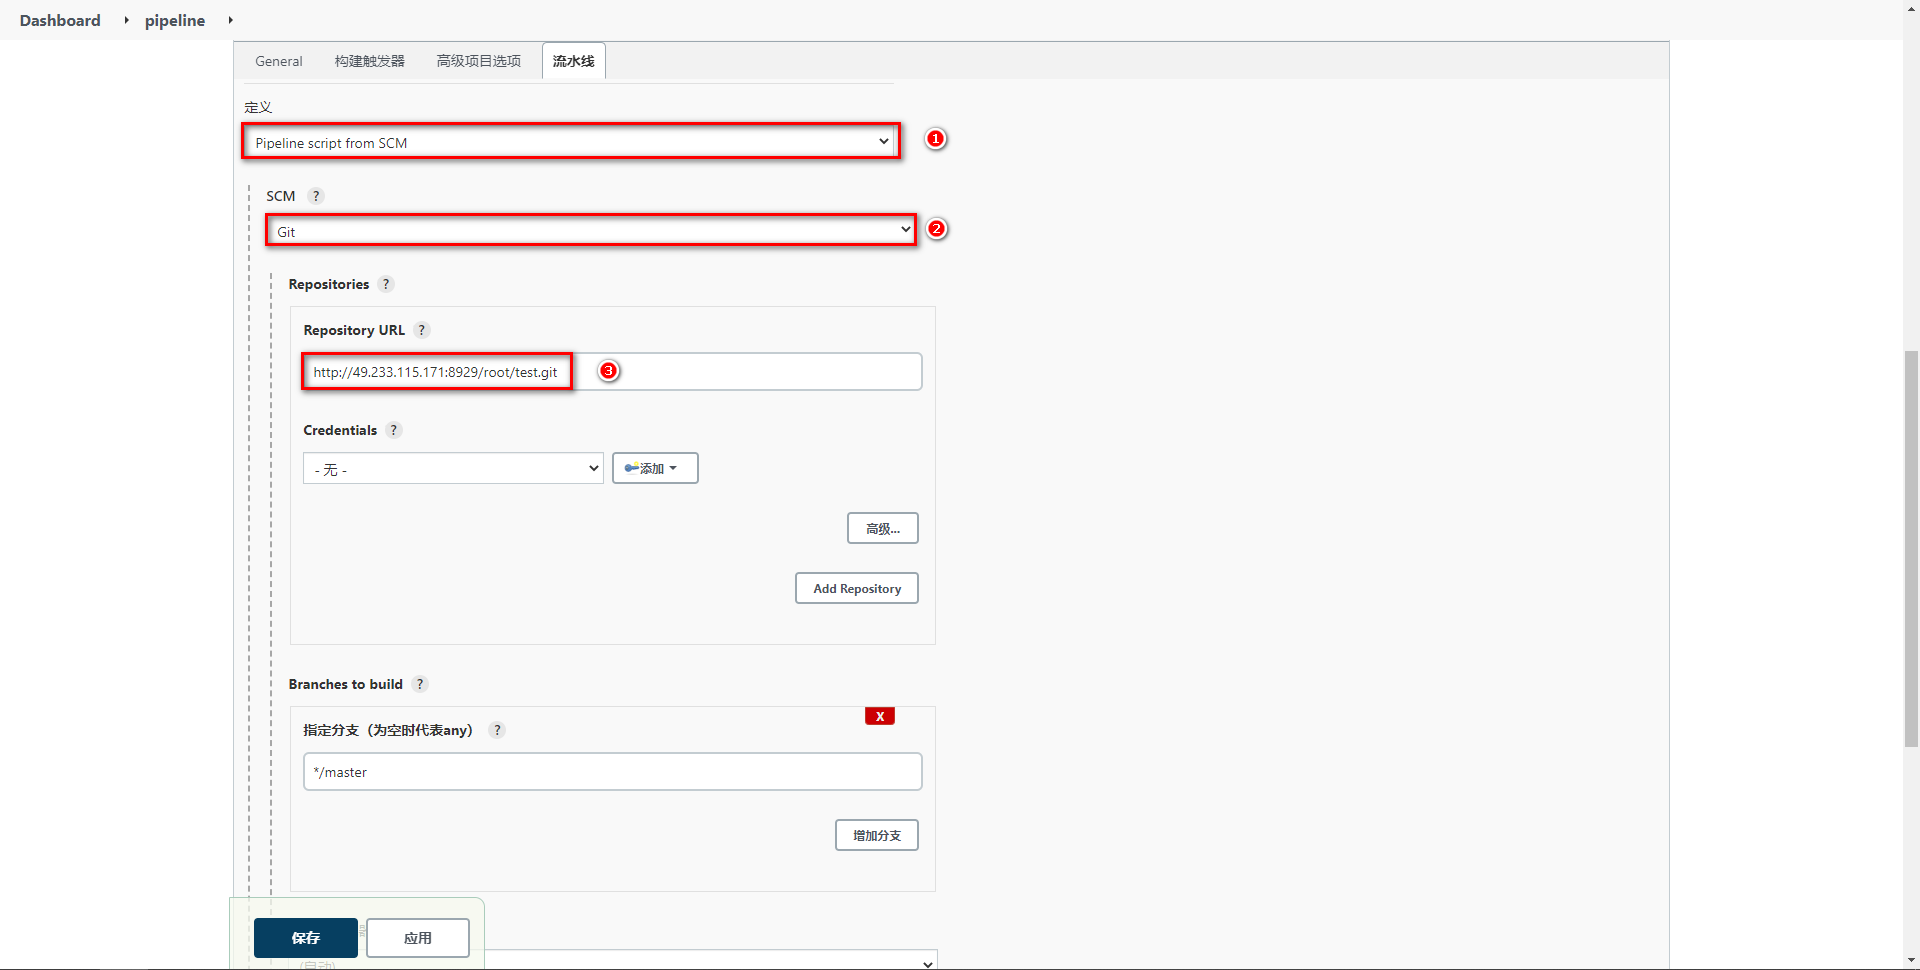 Dashboard pipeline
General 构建触发器 高级项目选项 流水线
定义
Pipeline script from SCM
1
SCM ?
Git
2
Repositories ?
Repository URL ?
http://49.233.115.171:8929/root/test.git
3
Credentials ?
- 无 -
添加
高级...
Add Repository
Branches to build ?
X
指定分支（为空时代表any） ?
*/master
增加分支
保存 应用
(自动)